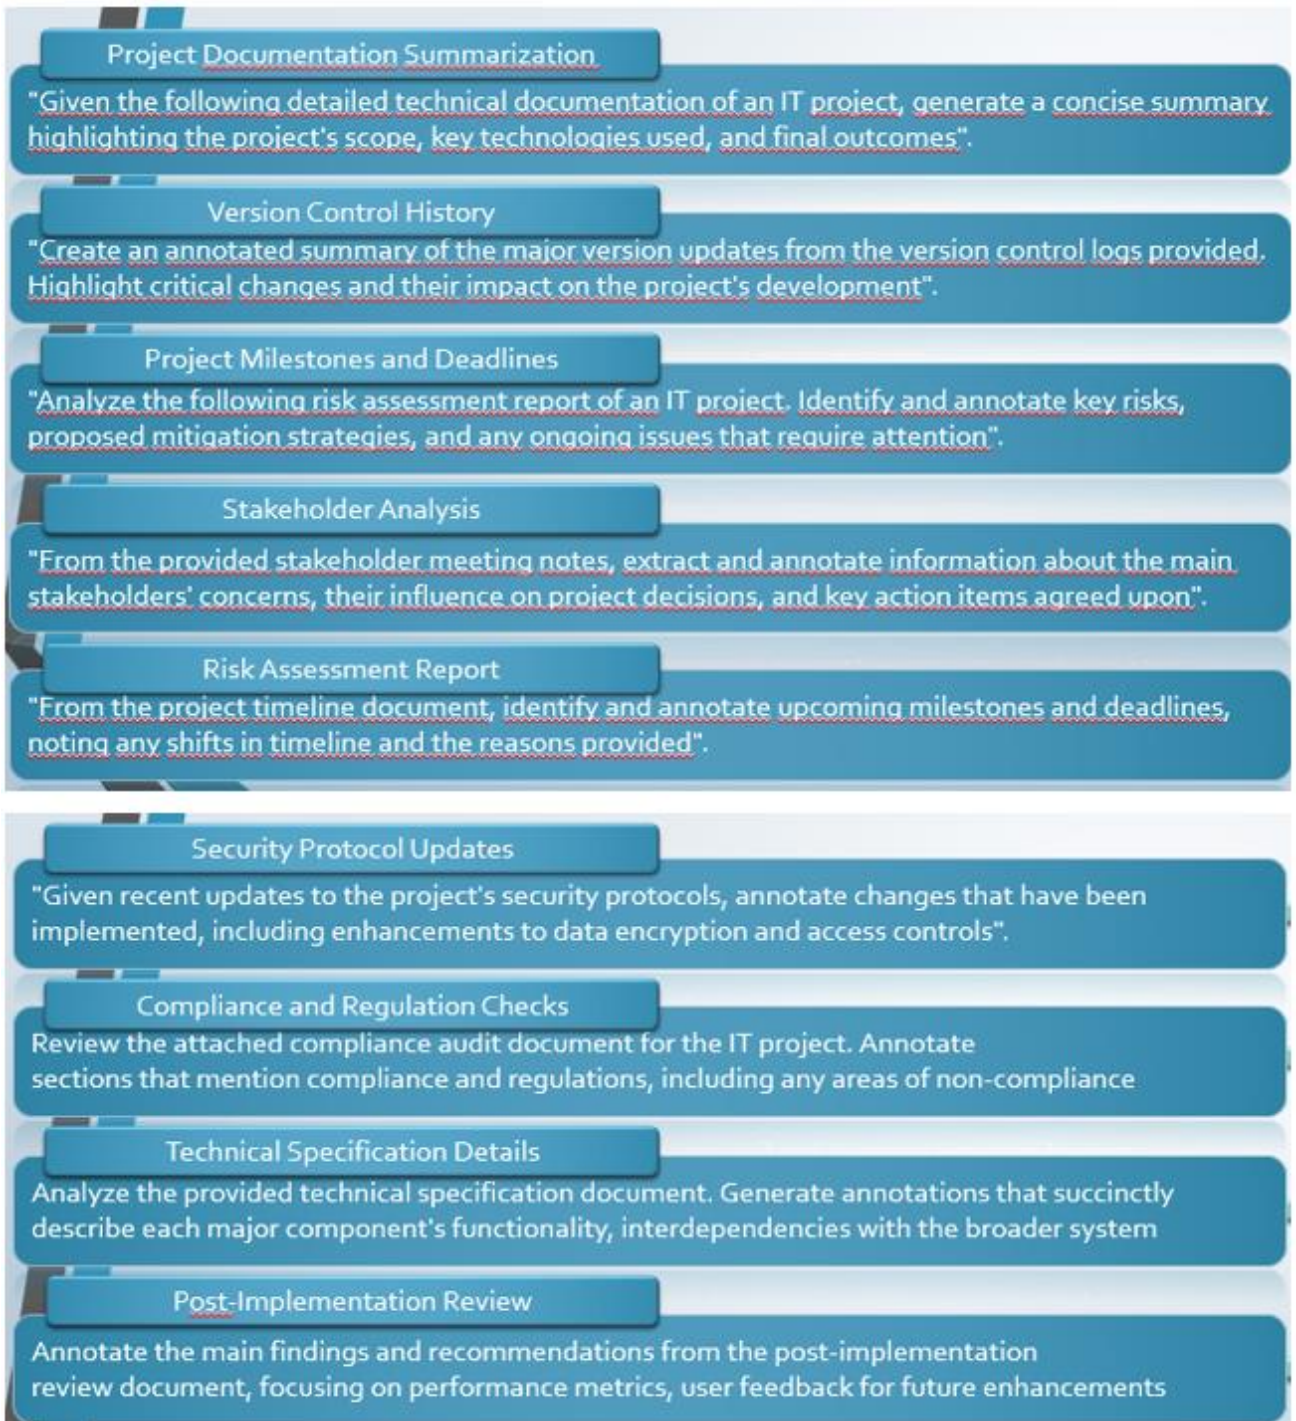 Project Documentation Summarization
"Given the following detailed technical documentation of an IT project, generate a concise summary
highlighting the project's scope, key technologies used, and final outcomes".
Version Control History
"Create an annotated summary of the major version updates from the version control logs provided.
Highlight critical changes and their impact on the project's development".
Project Milestones and Deadlines
"Analyze the following risk assessment report of an IT project. Identify and annotate key risks,
proposed mitigation strategies, and any ongoing issues that require attention".
Stakeholder Analysis
"From the provided stakeholder meeting notes, extract and annotate information about the main
stakeholders' concerns, their influence on project decisions, and key action items agreed upon".
Risk Assessment Report
"From the project timeline document, identify and annotate upcoming milestones and deadlines,
noting any shifts in timeline and the reasons provided".
Security Protocol Updates
"Given recent updates to the project's security protocols, annotate changes that have been
implemented, including enhancements to data encryption and access controls".
Compliance and Regulation Checks
Review the attached compliance audit document for the IT project. Annotate
sections that mention compliance and regulations, including any areas of non-compliance
Technical Specification Details
Analyze the provided technical specification document. Generate annotations that succinctly
describe each major component's functionality, interdependencies with the broader system
Post-Implementation Review
Annotate the main findings and recommendations from the post-implementation
review document, focusing on performance metrics, user feedback for future enhancements